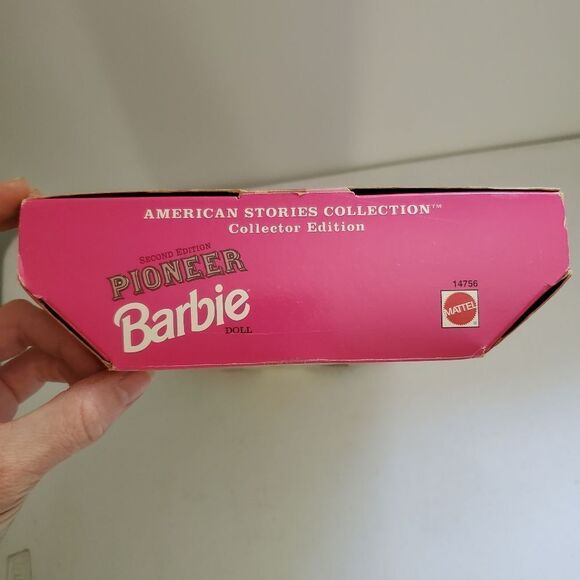 AMERICAN STORIES COLLECTION™
Collector Edition
SECOND EDITION
PIONEER
Barbie®
DOLL
14756
MATTEL